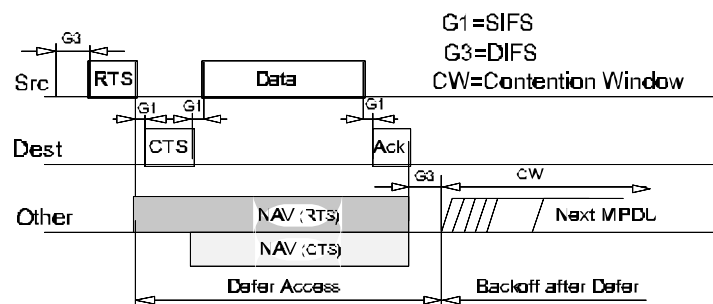 G1=SIFS
G3=DIFS
CW=Contention Window
G3
Src
RTS
Data
G1
G1
G1
Dest
CTS
Ack
G3
CW
Other
NAV (RTS)
Next MPDU
NAV (CTS)
Defer Access
Backoff after Defer